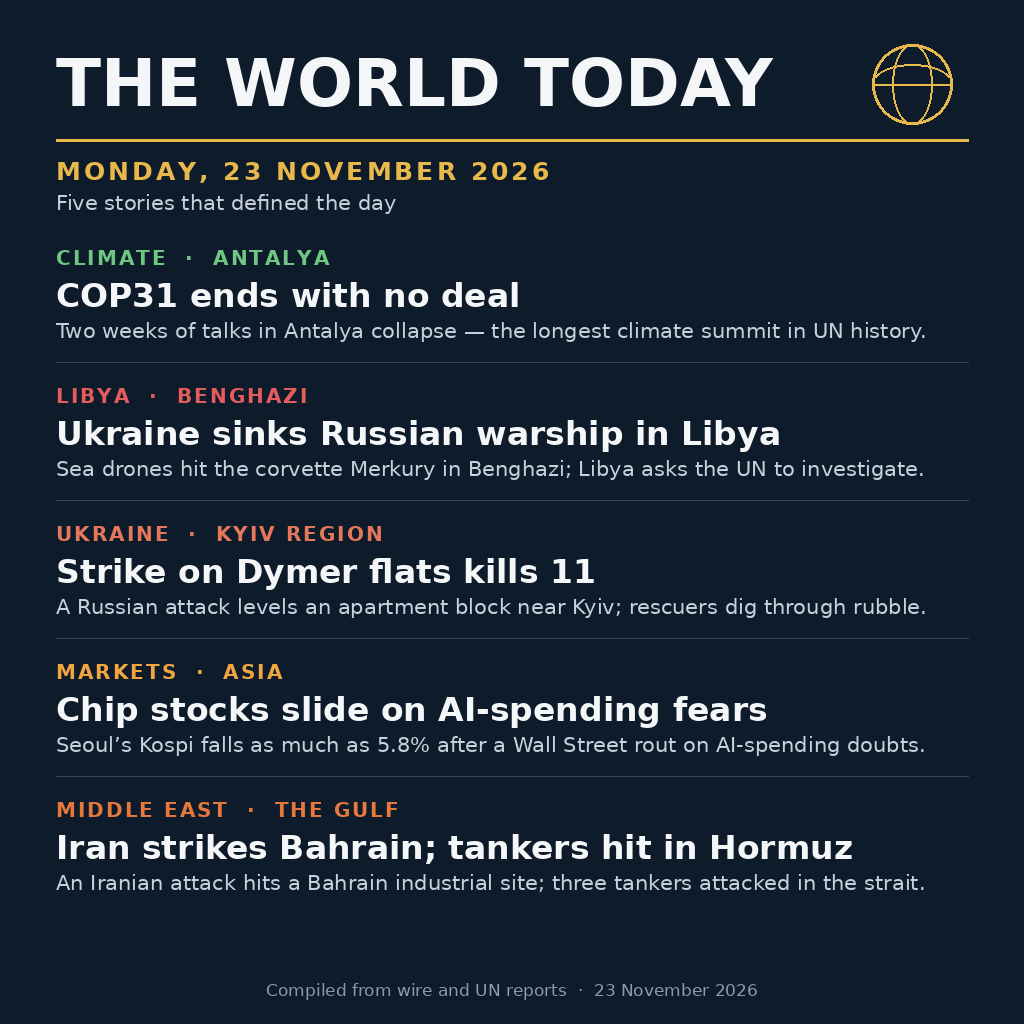 THE WORLD TODAY
MONDAY, 23 NOVEMBER 2026
Five stories that defined the day
CLIMATE · ANTALYA
COP31 ends with no deal
Two weeks of talks in Antalya collapse — the longest climate summit in UN history.
LIBYA · BENGHAZI
Ukraine sinks Russian warship in Libya
Sea drones hit the corvette Merkury in Benghazi; Libya asks the UN to investigate.
UKRAINE · KYIV REGION
Strike on Dymer flats kills 11
A Russian attack levels an apartment block near Kyiv; rescuers dig through rubble.
MARKETS · ASIA
Chip stocks slide on AI-spending fears
Seoul’s Kospi falls as much as 5.8% after a Wall Street rout on AI-spending doubts.
MIDDLE EAST · THE GULF
Iran strikes Bahrain; tankers hit in Hormuz
An Iranian attack hits a Bahrain industrial site; three tankers attacked in the strait.
Compiled from wire and UN reports · 23 November 2026